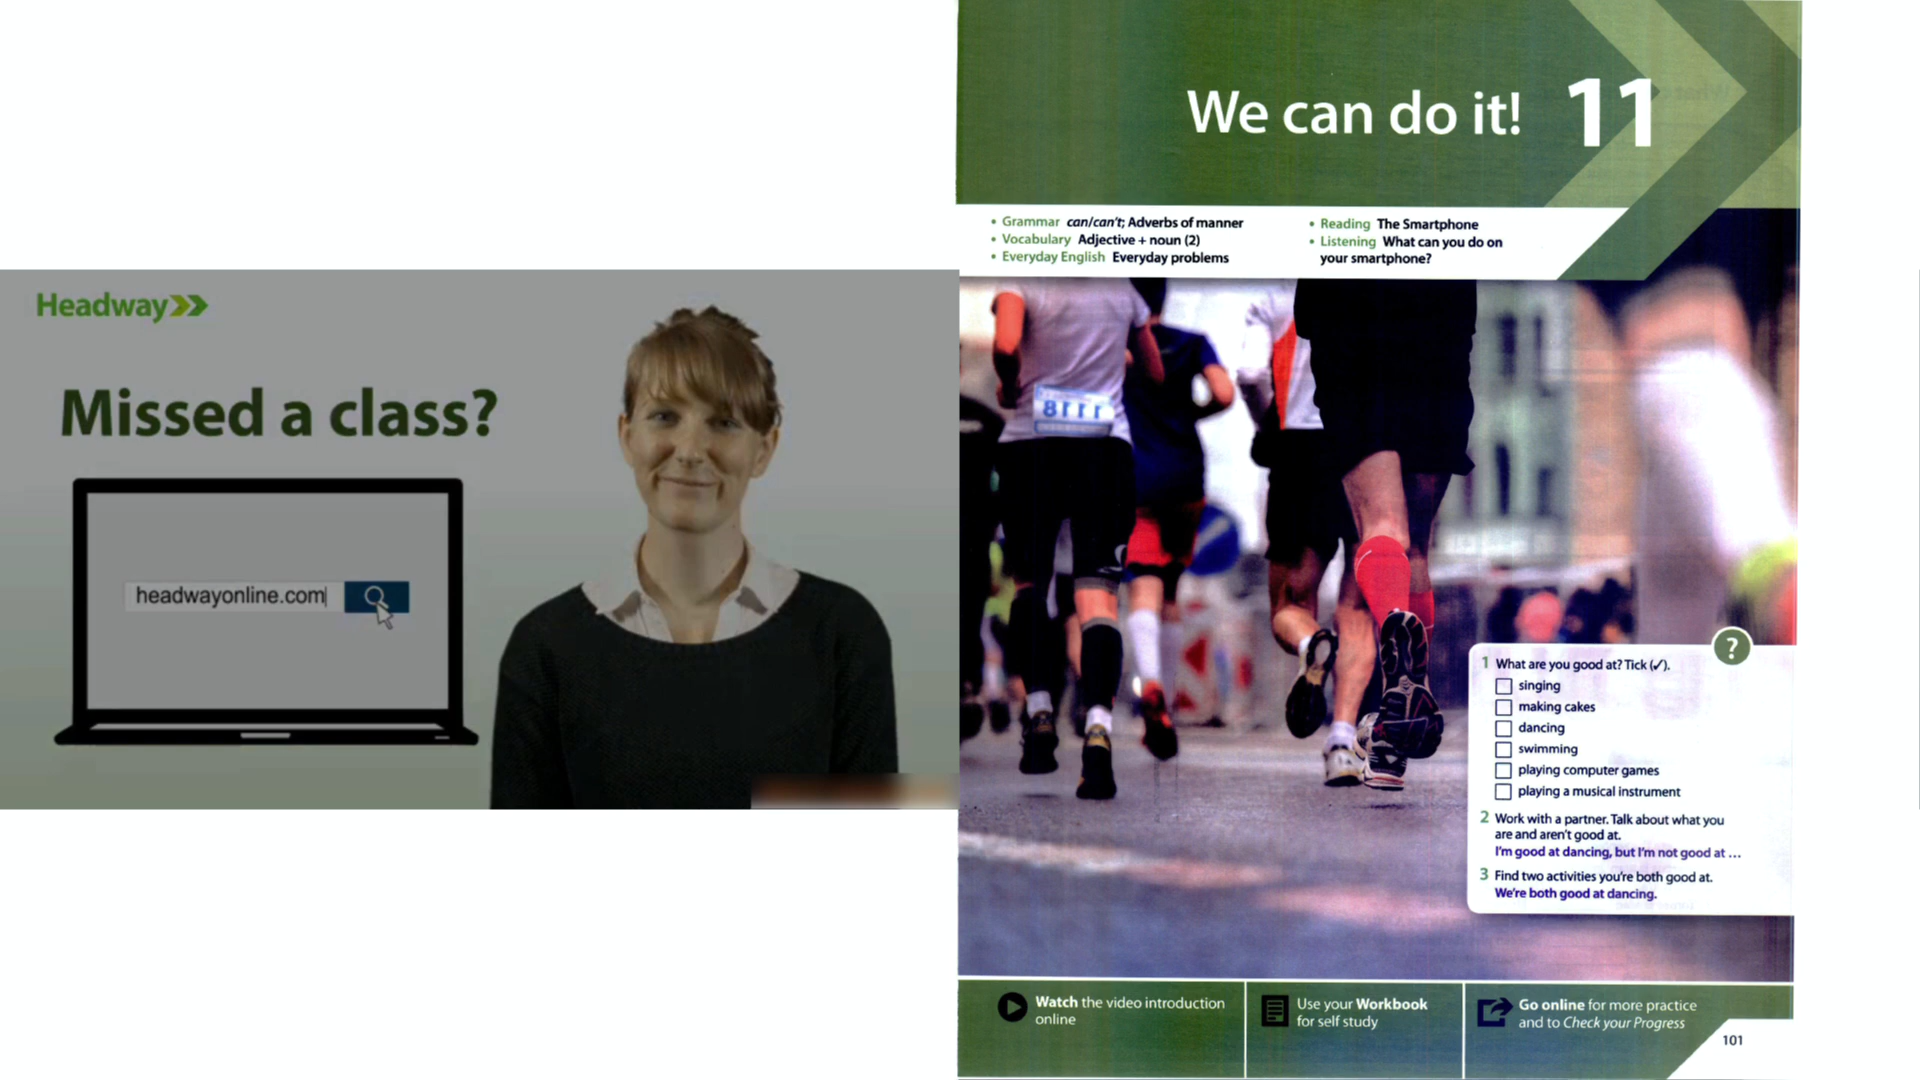 Headway
Missed a class?
headwayonline.com
We can do it! 11
• Grammar can/can't; Adverbs of manner
• Vocabulary Adjective + noun (2)
• Everyday English Everyday problems
• Reading The Smartphone
• Listening What can you do on
your smartphone?
?
1 What are you good at? Tick (✓).
singing
making cakes
dancing
swimming
playing computer games
playing a musical instrument
2 Work with a partner. Talk about what you
are and aren't good at.
I'm good at dancing, but I'm not good at ...
3 Find two activities you're both good at.
We're both good at dancing.
Watch the video introduction
online
Use your Workbook
for self study
Go online for more practice
and to Check your Progress
101